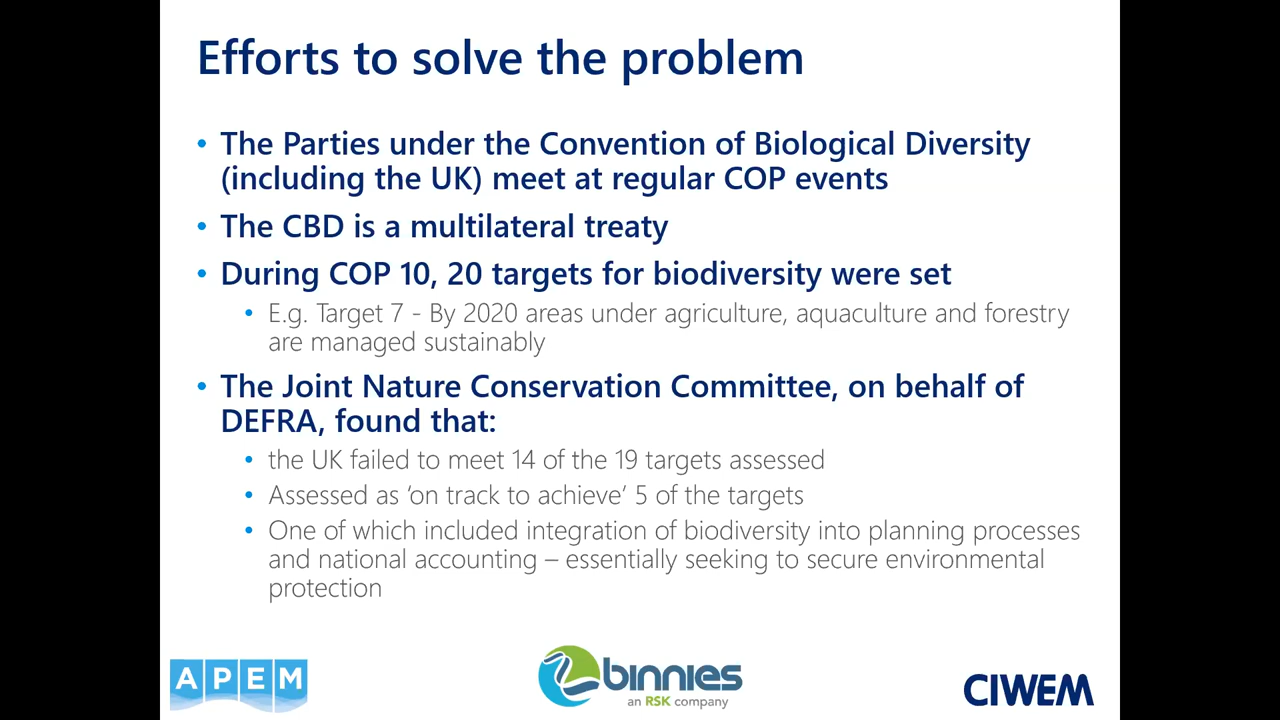 Efforts to solve the problem
• The Parties under the Convention of Biological Diversity
(including the UK) meet at regular COP events
• The CBD is a multilateral treaty
• During COP 10, 20 targets for biodiversity were set
• E.g. Target 7 - By 2020 areas under agriculture, aquaculture and forestry
are managed sustainably
• The Joint Nature Conservation Committee, on behalf of
DEFRA, found that:
• the UK failed to meet 14 of the 19 targets assessed
• Assessed as ‘on track to achieve’ 5 of the targets
• One of which included integration of biodiversity into planning processes
and national accounting – essentially seeking to secure environmental
protection
APEM
binnies
an RSK company
CIWEM